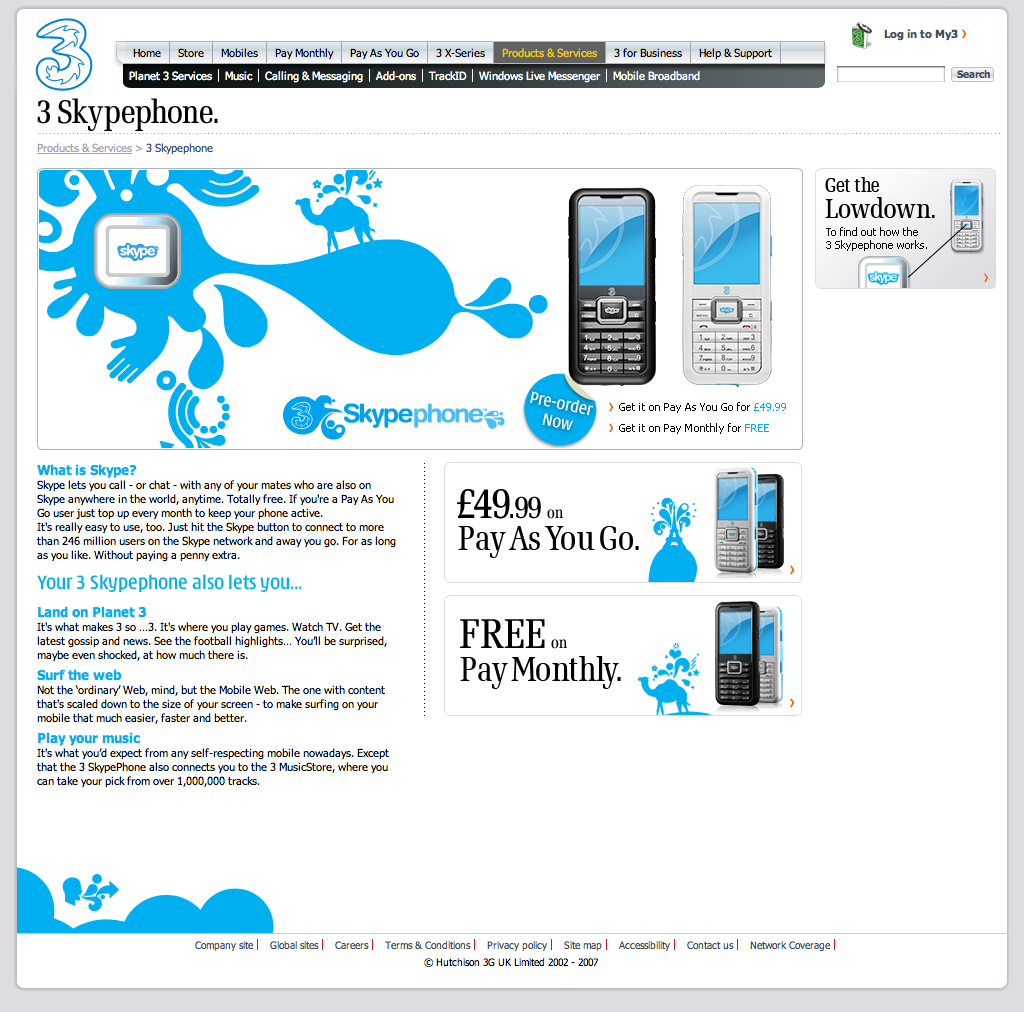 3
Log in to My3 ›
Home Store Mobiles Pay Monthly Pay As You Go 3 X-Series Products & Services 3 for Business Help & Support
Planet 3 Services Music Calling & Messaging Add-ons TrackID Windows Live Messenger Mobile Broadband
Search
3 Skypephone.
Products & Services > 3 Skypephone
skype
Get the
Lowdown.
To find out how the
3 Skypephone works.
skype
3 Skypephone
Pre-order
Now
Get it on Pay As You Go for £49.99
Get it on Pay Monthly for FREE
What is Skype?
Skype lets you call - or chat - with any of your mates who are also on
Skype anywhere in the world, anytime. Totally free. If you're a Pay As You
Go user just top up every month to keep your phone active.
It's really easy to use, too. Just hit the Skype button to connect to more
than 246 million users on the Skype network and away you go. For as long
as you like. Without paying a penny extra.
Your 3 Skypephone also lets you...
Land on Planet 3
It's what makes 3 so ...3. It's where you play games. Watch TV. Get the
latest gossip and news. See the football highlights... You’ll be surprised,
maybe even shocked, at how much there is.
Surf the web
Not the ‘ordinary’ Web, mind, but the Mobile Web. The one with content
that's scaled down to the size of your screen - to make surfing on your
mobile that much easier, faster and better.
Play your music
It's what you’d expect from any self-respecting mobile nowadays. Except
that the 3 SkypePhone also connects you to the 3 MusicStore, where you
can take your pick from over 1,000,000 tracks.
£49.99 on
Pay As You Go.
FREE on
Pay Monthly.
Company site Global sites Careers Terms & Conditions Privacy policy Site map Accessibility Contact us Network Coverage
© Hutchison 3G UK Limited 2002 - 2007